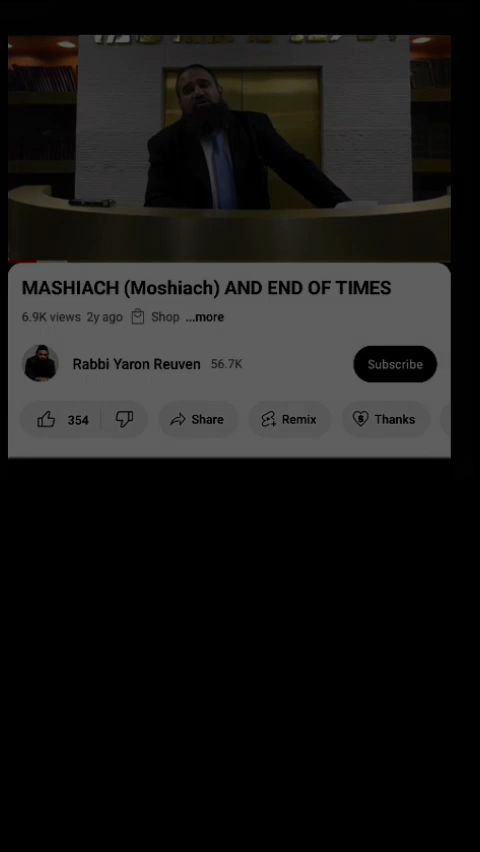 MASHIACH (Moshiach) AND END OF TIMES
6.9K views 2y ago Shop ...more
Rabbi Yaron Reuven 56.7K Subscribe
354 Share Remix Thanks